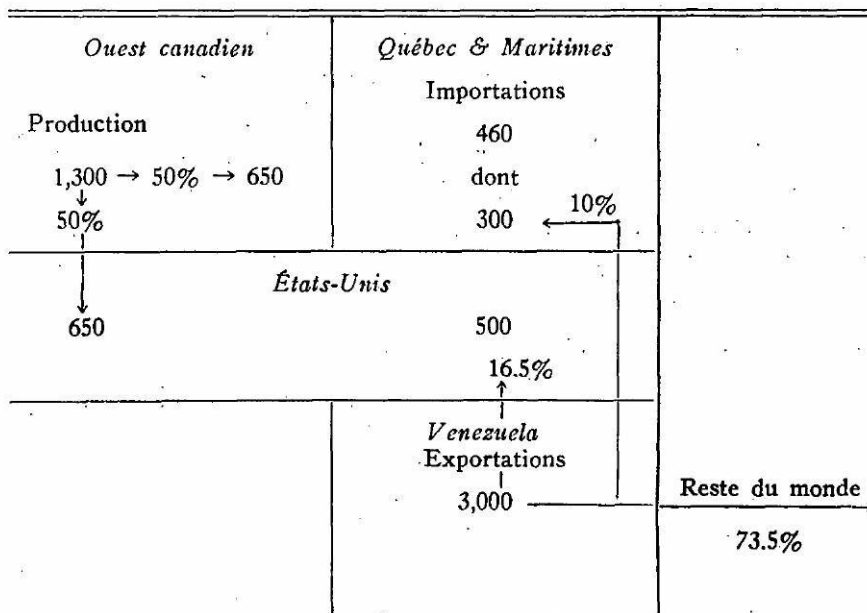 Ouest canadien
Québec & Maritimes
Importations
Production
460
1,300 → 50% → 650
dont
10%
50%
300
États-Unis
650
500
16.5%
Venezuela
Exportations
3,000
Reste du monde
73.5%